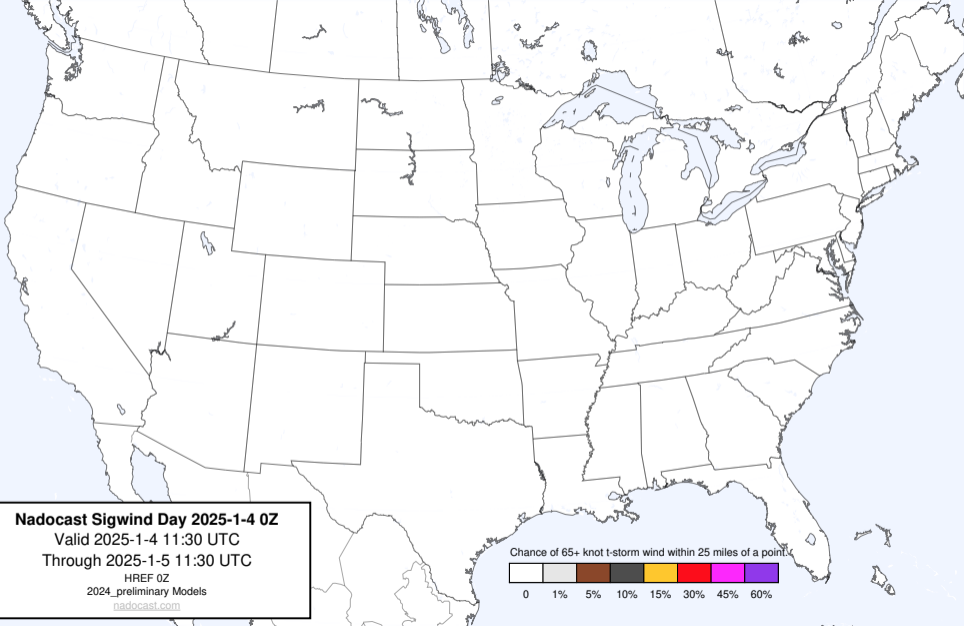 Nadocast Sigwind Day 2025-1-4 0Z
Valid 2025-1-4 11:30 UTC
Through 2025-1-5 11:30 UTC
HREF 0Z
2024_preliminary Models
nadocast.com
Chance of 65+ knot t-storm wind within 25 miles of a point.
0 1% 5% 10% 15% 30% 45% 60%